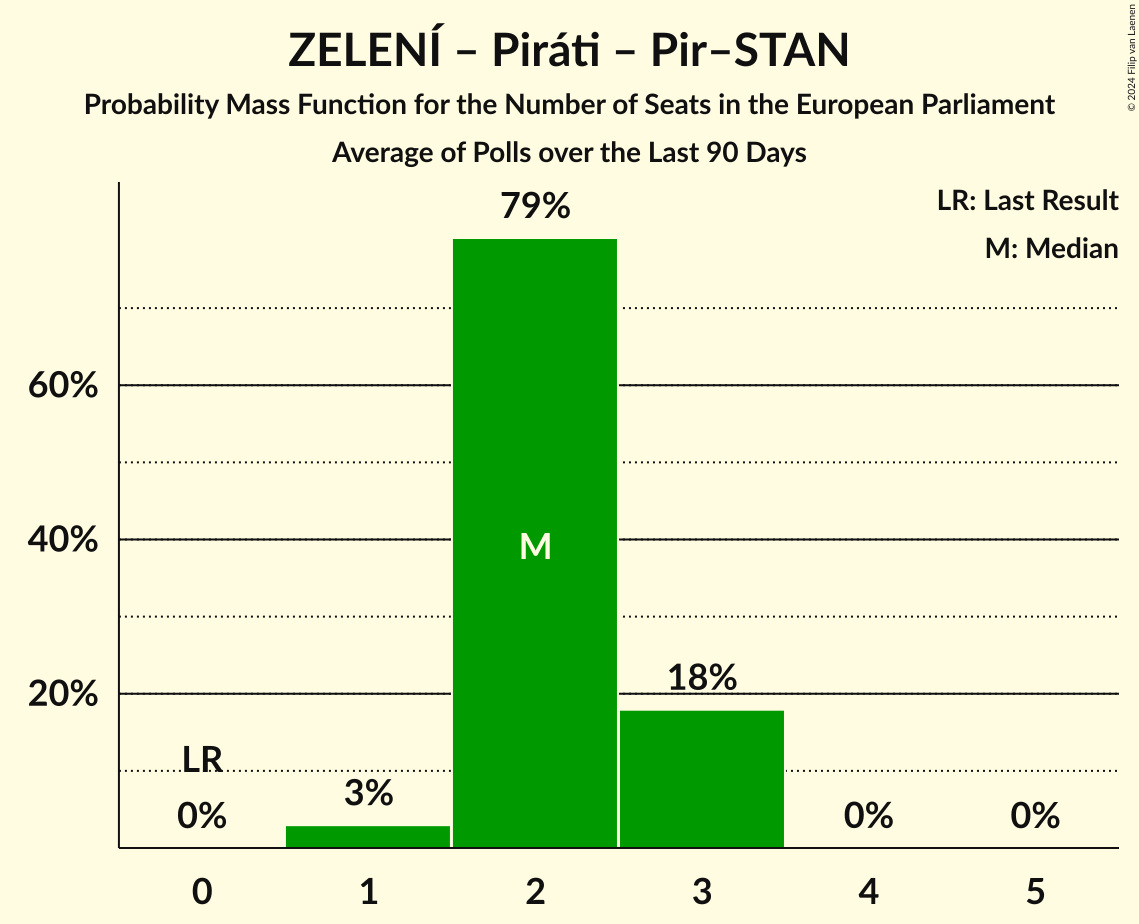 ZELENÍ – Piráti – Pir–STAN
Probability Mass Function for the Number of Seats in the European Parliament
Average of Polls over the Last 90 Days
© 2024 Filip van Laenen
LR: Last Result
M: Median
79%
60%
40%
M
20%
18%
LR
0%
3%
0%
0%
0
1
2
3
4
5